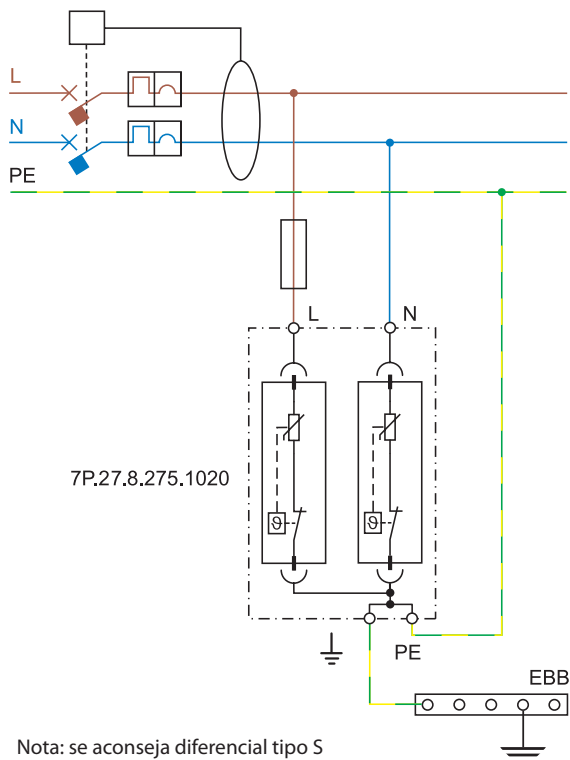 L
N
PE
L
N
7P.27.8.275.1020
ϑ
ϑ
PE
EBB
Nota: se aconseja diferencial tipo S